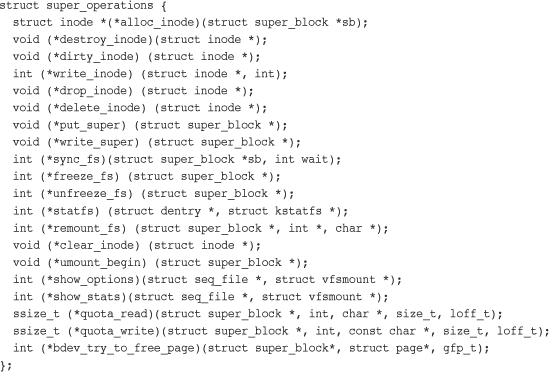 struct super_operations {
struct inode *(*alloc_inode)(struct super_block *sb);
void (*destroy_inode)(struct inode *);
void (*dirty_inode) (struct inode *);
int (*write_inode) (struct inode *, int);
void (*drop_inode) (struct inode *);
void (*delete_inode) (struct inode *);
void (*put_super) (struct super_block *);
void (*write_super) (struct super_block *);
int (*sync_fs)(struct super_block *sb, int wait);
int (*freeze_fs) (struct super_block *);
int (*unfreeze_fs) (struct super_block *);
int (*statfs) (struct dentry *, struct kstatfs *);
int (*remount_fs) (struct super_block *, int *, char *);
void (*clear_inode) (struct inode *);
void (*umount_begin) (struct super_block *);
int (*show_options)(struct seq_file *, struct vfsmount *);
int (*show_stats)(struct seq_file *, struct vfsmount *);
ssize_t (*quota_read)(struct super_block *, int, char *, size_t, loff_t);
ssize_t (*quota_write)(struct super_block *, int, const char *, size_t, loff_t);
int (*bdev_try_to_free_page)(struct super_block*, struct page*, gfp_t);
};